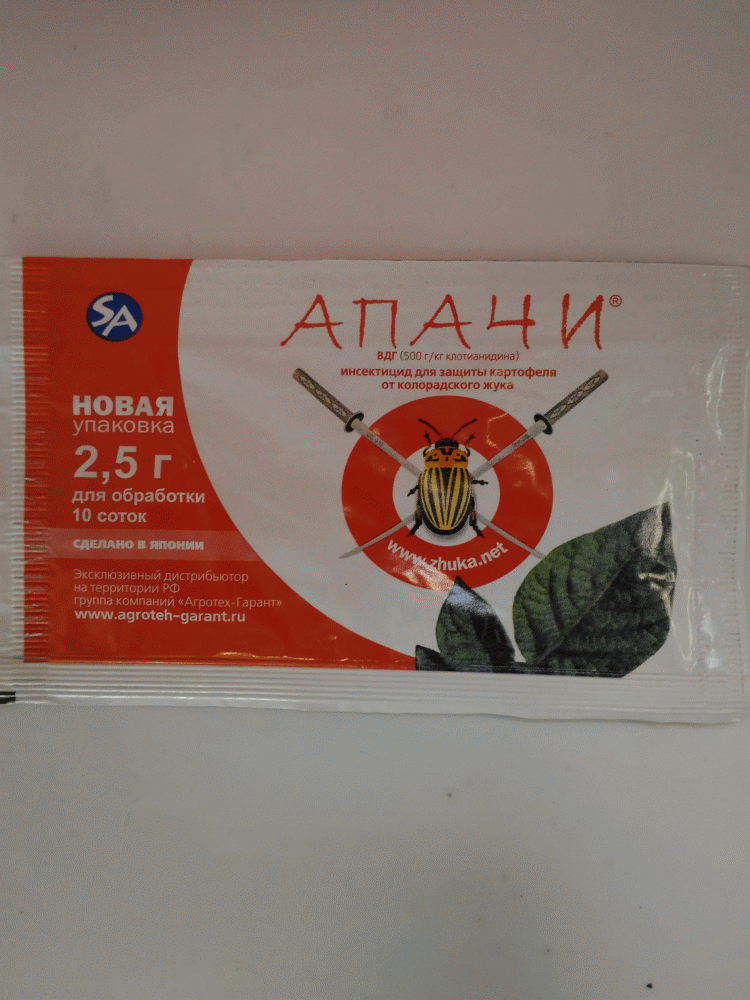 SA
АПАЧИ®
ВДГ (500 г/кг клотианидина)
инсектицид для защиты картофеля
от колорадского жука
НОВАЯ
упаковка
2,5 г
для обработки
10 соток
СДЕЛАНО В ЯПОНИИ
Эксклюзивный дистрибьютор
на территории РФ
группа компаний «Агротех-Гарант»
www.agroteh-garant.ru
www.zhuka.net